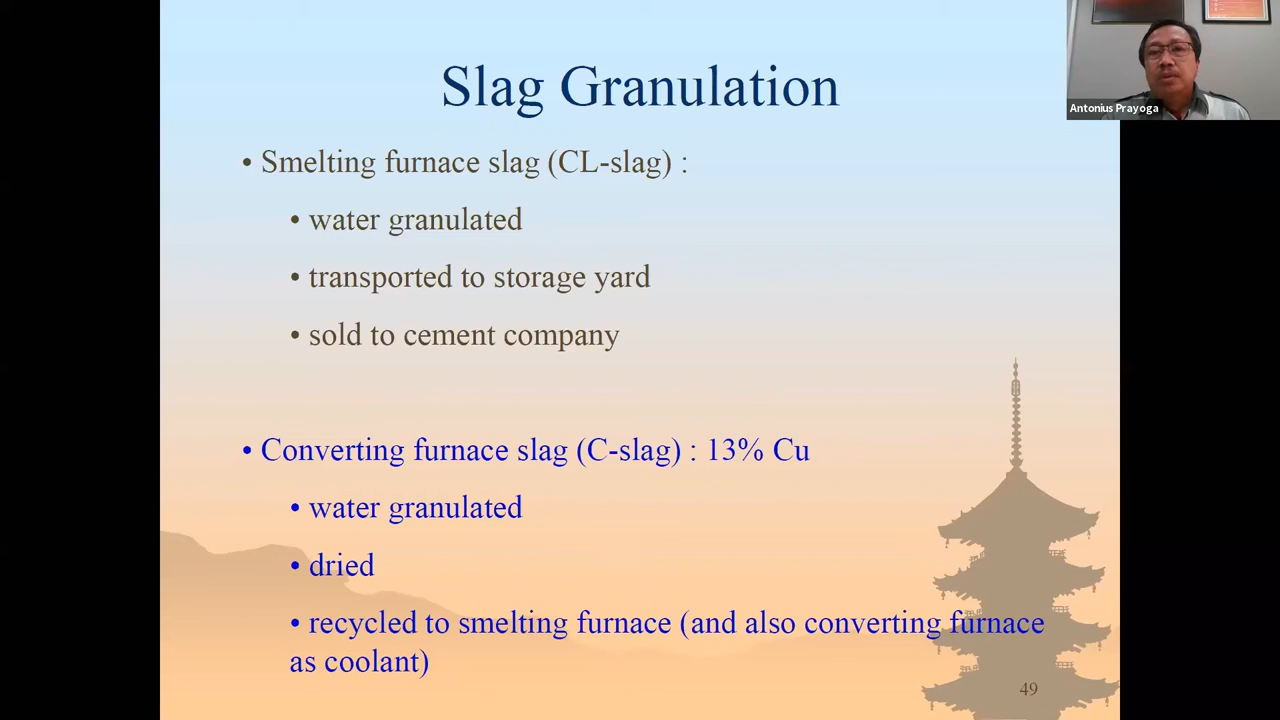 Slag Granulation
Antonius Prayoga
• Smelting furnace slag (CL-slag) :
• water granulated
• transported to storage yard
• sold to cement company
• Converting furnace slag (C-slag) : 13% Cu
• water granulated
• dried
• recycled to smelting furnace (and also converting furnace
as coolant)
49